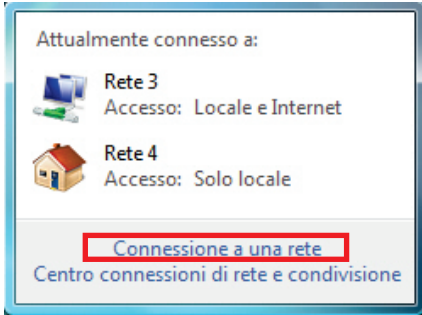 Attualmente connesso a:
Rete 3
Accesso: Locale e Internet
Rete 4
Accesso: Solo locale
Connessione a una rete
Centro connessioni di rete e condivisione